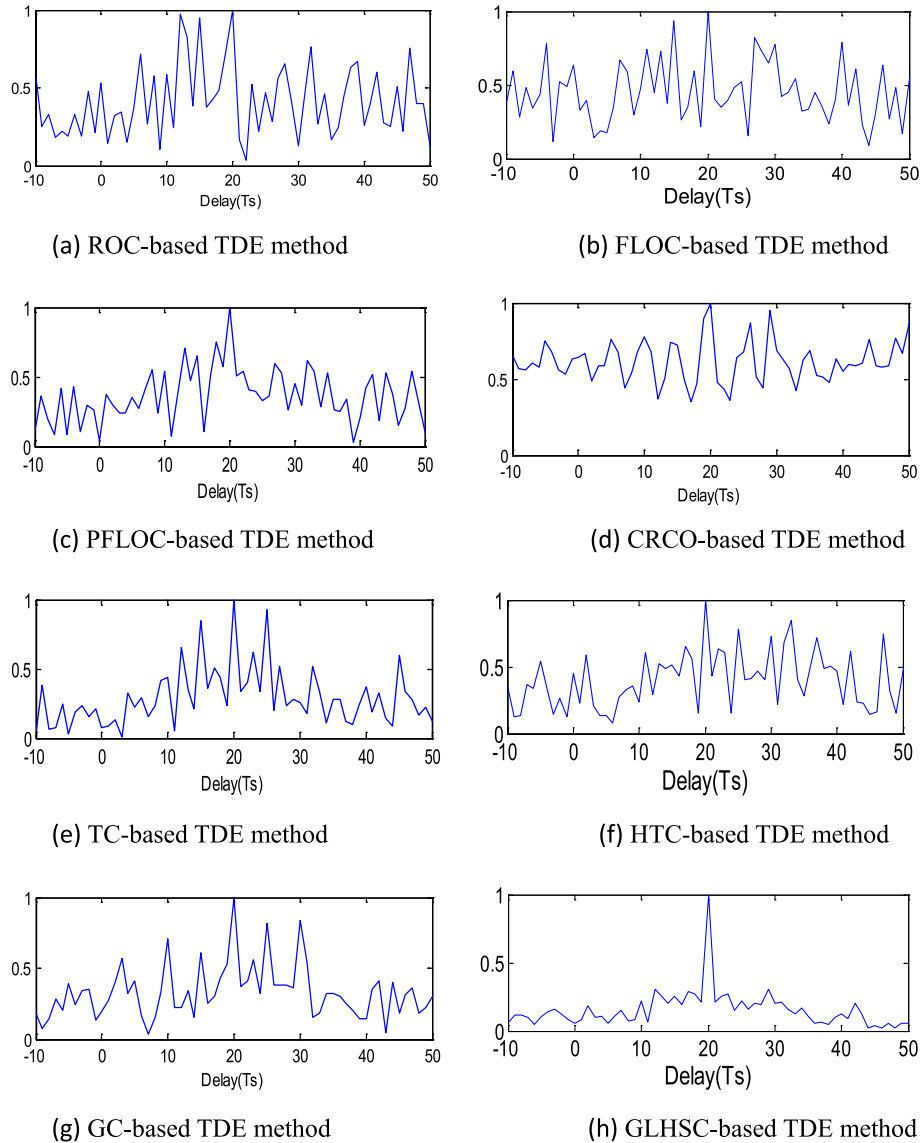 1
0.5
0
-10 0 10 20 30 40 50
Delay(Ts)
(a) ROC-based TDE method
1
0.5
0
-10 0 10 20 30 40 50
Delay(Ts)
(b) FLOC-based TDE method
1
0.5
0
-10 0 10 20 30 40 50
Delay(Ts)
(c) PFLOC-based TDE method
1
0.5
0
-10 0 10 20 30 40 50
Delay(Ts)
(d) CRCO-based TDE method
1
0.5
0
-10 0 10 20 30 40 50
Delay(Ts)
(e) TC-based TDE method
1
0.5
0
-10 0 10 20 30 40 50
Delay(Ts)
(f) HTC-based TDE method
1
0.5
0
-10 0 10 20 30 40 50
Delay(Ts)
(g) GC-based TDE method
1
0.5
0
-10 0 10 20 30 40 50
Delay(Ts)
(h) GLHSC-based TDE method